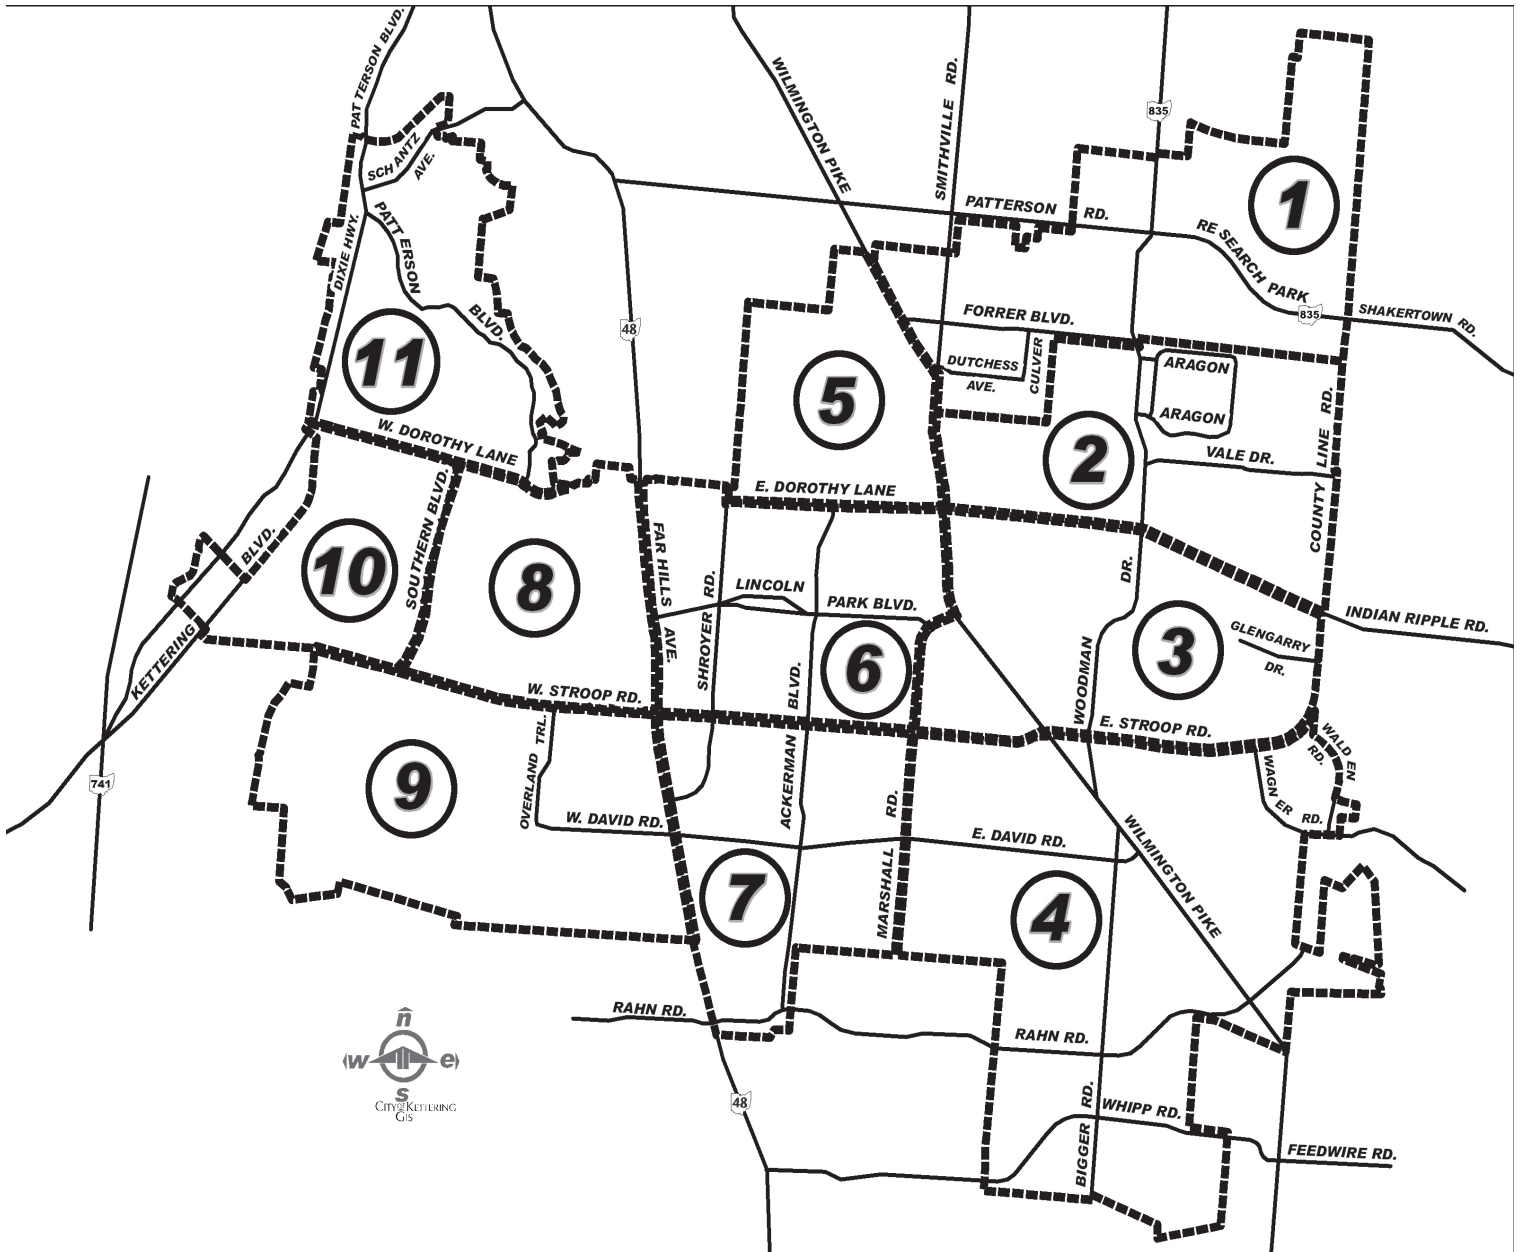 PATTERSON BLVD.
WILMINGTON PIKE
SMITHVILLE RD.
835
1
SCHANTZ AVE.
PATTERSON RD.
RESEARCH PARK
835
SHAKERTOWN RD.
DIXIE HWY.
PATTERSON BLVD.
48
FORRER BLVD.
DUTCHESS AVE.
CULVER
ARAGON
ARAGON
11
5
2
W. DOROTHY LANE
VALE DR.
COUNTY LINE RD.
E. DOROTHY LANE
SOUTHERN BLVD.
KETTERING BLVD.
10
8
FAR HILLS AVE.
SHROYER RD.
LINCOLN
PARK BLVD.
6
WOODMAN DR.
3
GLENGARRY DR.
INDIAN RIPPLE RD.
W. STROOP RD.
E. STROOP RD.
OVERLAND TRL.
ACKERMAN BLVD.
MARSHALL RD.
WAGNER RD.
WALDEN RD.
741
9
W. DAVID RD.
E. DAVID RD.
WILMINGTON PIKE
7
4
RAHN RD.
RAHN RD.
n
w e
s
CITY OF KETTERING
GIS
48
BIGGER RD.
WHIPP RD.
FEEDWIRE RD.